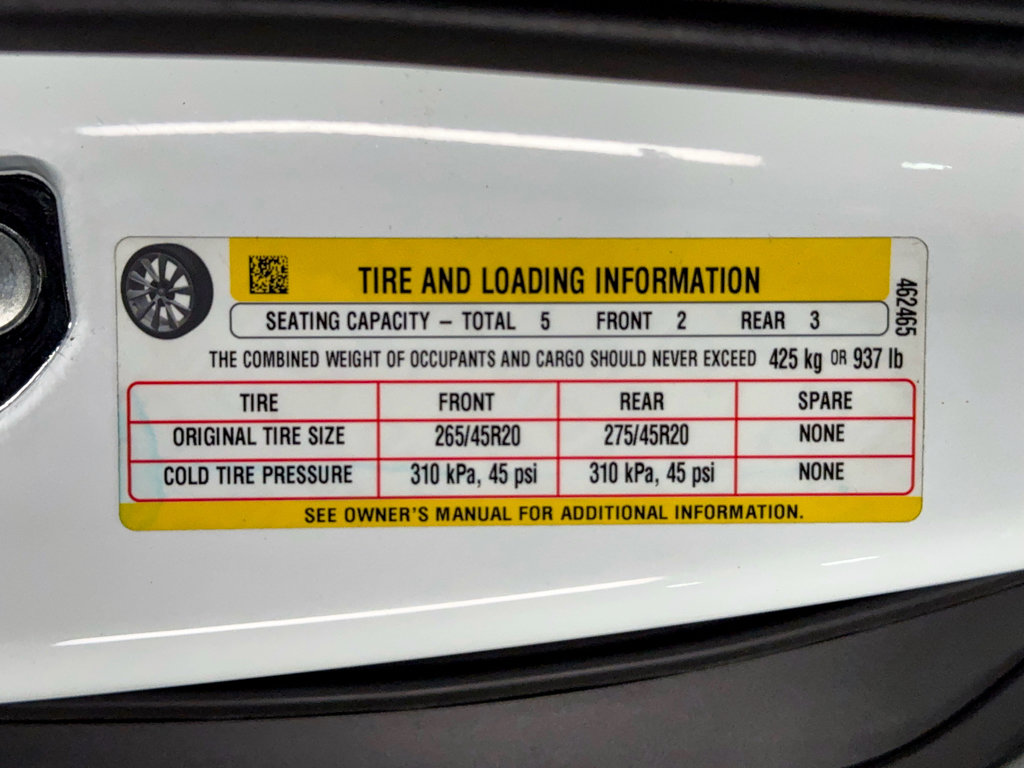 TIRE AND LOADING INFORMATION
SEATING CAPACITY – TOTAL 5 FRONT 2 REAR 3
462465
THE COMBINED WEIGHT OF OCCUPANTS AND CARGO SHOULD NEVER EXCEED 425 kg OR 937 lb
TIRE FRONT REAR SPARE
ORIGINAL TIRE SIZE 265/45R20 275/45R20 NONE
COLD TIRE PRESSURE 310 kPa, 45 psi 310 kPa, 45 psi NONE
SEE OWNER'S MANUAL FOR ADDITIONAL INFORMATION.